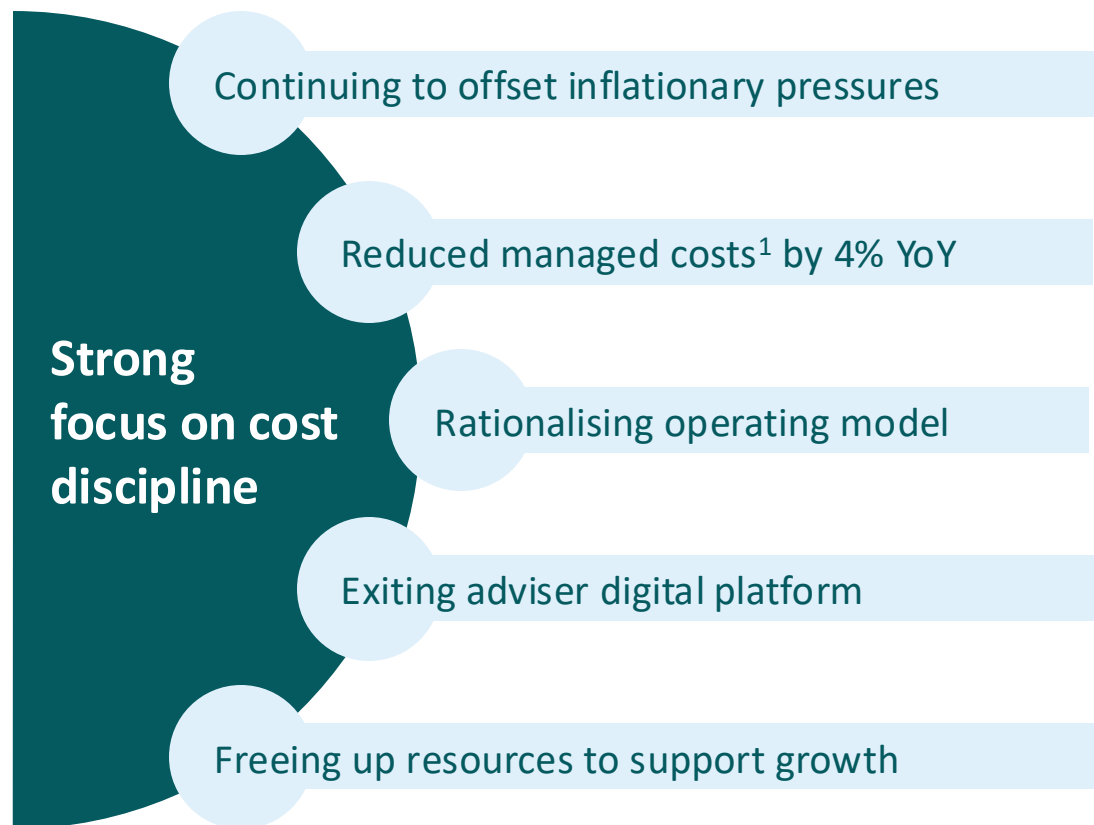 Continuing to offset inflationary pressures
Reduced managed costs¹ by 4% YoY
Strong
focus on cost
discipline
Rationalising operating model
Exiting adviser digital platform
Freeing up resources to support growth